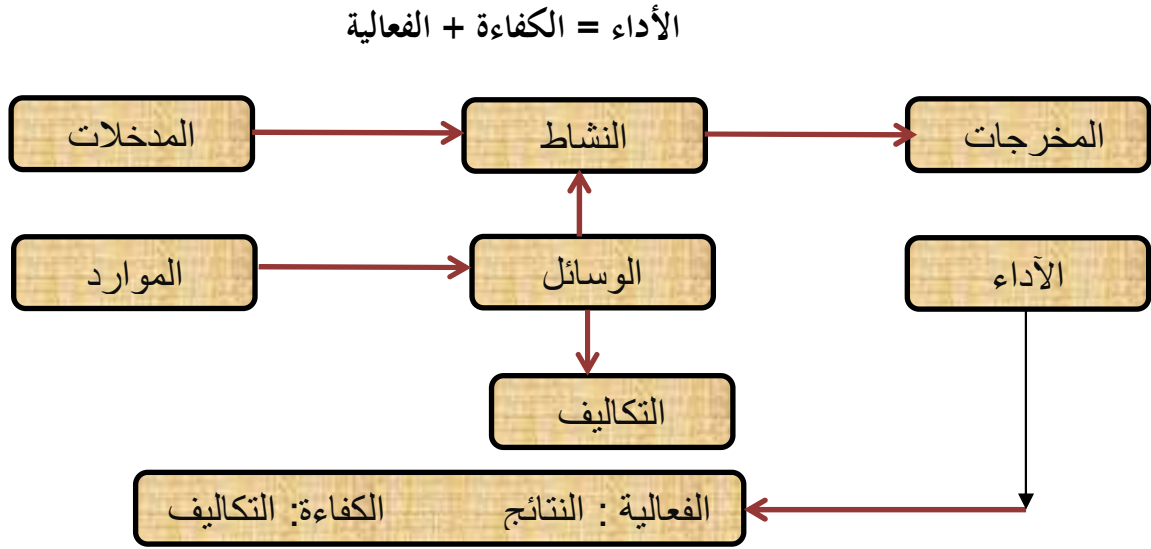 الأداء = الكفاءة + الفعالية
المدخلات
النشاط
المخرجات
الموارد
الوسائل
الآداء
التكاليف
الفعالية : النتائج الكفاءة: التكاليف